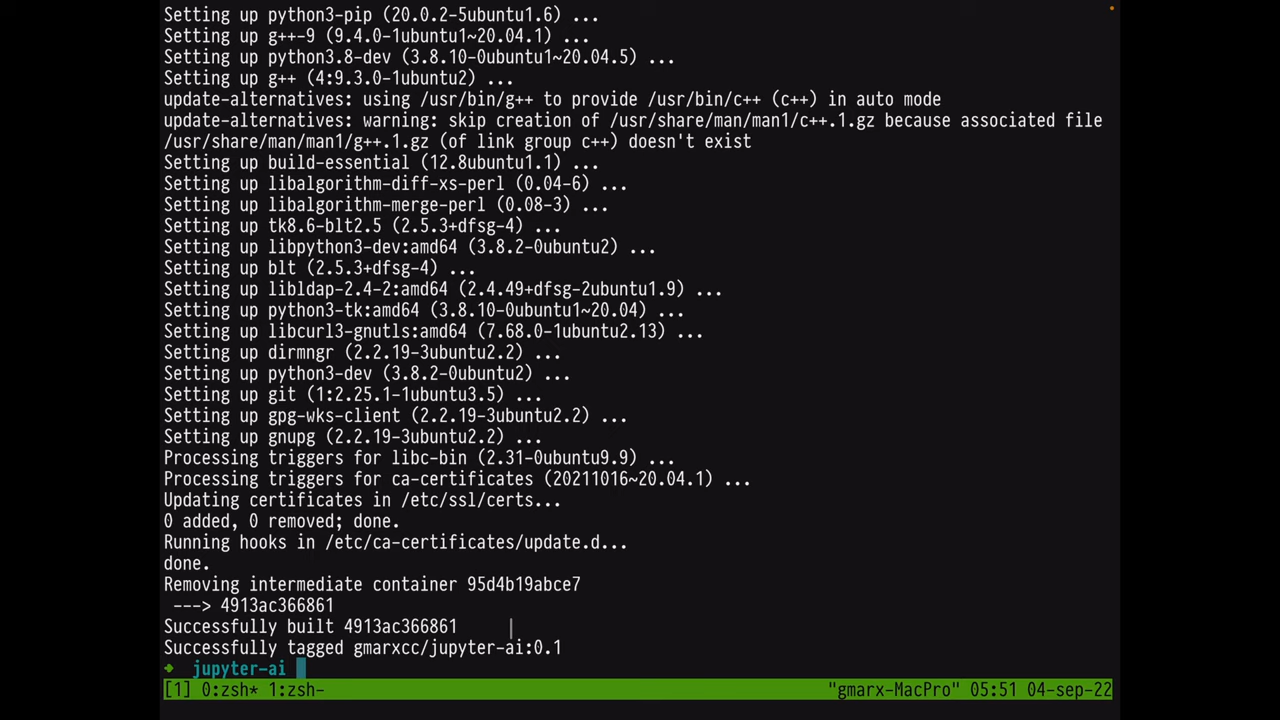 Setting up python3-pip (20.0.2-5ubuntu1.6) ...
Setting up g++-9 (9.4.0-1ubuntu1~20.04.1) ...
Setting up python3.8-dev (3.8.10-0ubuntu1~20.04.5) ...
Setting up g++ (4:9.3.0-1ubuntu2) ...
update-alternatives: using /usr/bin/g++ to provide /usr/bin/c++ (c++) in auto mode
update-alternatives: warning: skip creation of /usr/share/man/man1/c++.1.gz because associated file
/usr/share/man/man1/g++.1.gz (of link group c++) doesn't exist
Setting up build-essential (12.8ubuntu1.1) ...
Setting up libalgorithm-diff-xs-perl (0.04-6) ...
Setting up libalgorithm-merge-perl (0.08-3) ...
Setting up tk8.6-blt2.5 (2.5.3+dfsg-4) ...
Setting up libpython3-dev:amd64 (3.8.2-0ubuntu2) ...
Setting up blt (2.5.3+dfsg-4) ...
Setting up libldap-2.4-2:amd64 (2.4.49+dfsg-2ubuntu1.9) ...
Setting up python3-tk:amd64 (3.8.10-0ubuntu1~20.04) ...
Setting up libcurl3-gnutls:amd64 (7.68.0-1ubuntu2.13) ...
Setting up dirmngr (2.2.19-3ubuntu2.2) ...
Setting up python3-dev (3.8.2-0ubuntu2) ...
Setting up git (1:2.25.1-1ubuntu3.5) ...
Setting up gpg-wks-client (2.2.19-3ubuntu2.2) ...
Setting up gnupg (2.2.19-3ubuntu2.2) ...
Processing triggers for libc-bin (2.31-0ubuntu9.9) ...
Processing triggers for ca-certificates (20211016~20.04.1) ...
Updating certificates in /etc/ssl/certs...
0 added, 0 removed; done.
Running hooks in /etc/ca-certificates/update.d...
done.
Removing intermediate container 95d4b19abce7
 ---> 4913ac366861
Successfully built 4913ac366861
Successfully tagged gmarxcc/jupyter-ai:0.1
➜ jupyter-ai
[1] 0:zsh* 1:zsh- "gmarx-MacPro" 05:51 04-sep-22